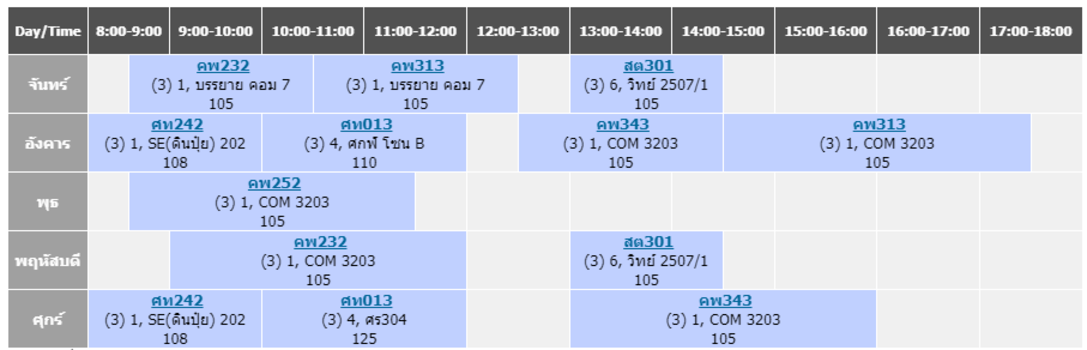 Day/Time 8:00-9:00 9:00-10:00 10:00-11:00 11:00-12:00 12:00-13:00 13:00-14:00 14:00-15:00 15:00-16:00 16:00-17:00 17:00-18:00
จันทร์
คพ232
(3) 1, บรรยาย คอม 7
105
คพ313
(3) 1, บรรยาย คอม 7
105
สต301
(3) 6, วิทย์ 2507/1
105
อังคาร
ศท242
(3) 1, SE(ดินปุ๋ย) 202
108
ศท013
(3) 4, ศกฟ้ โซน B
110
คพ343
(3) 1, COM 3203
105
คพ313
(3) 1, COM 3203
105
พุธ
คพ252
(3) 1, COM 3203
105
พฤหัสบดี
คพ232
(3) 1, COM 3203
105
สต301
(3) 6, วิทย์ 2507/1
105
ศุกร์
ศท242
(3) 1, SE(ดินปุ๋ย) 202
108
ศท013
(3) 4, ศร304
125
คพ343
(3) 1, COM 3203
105